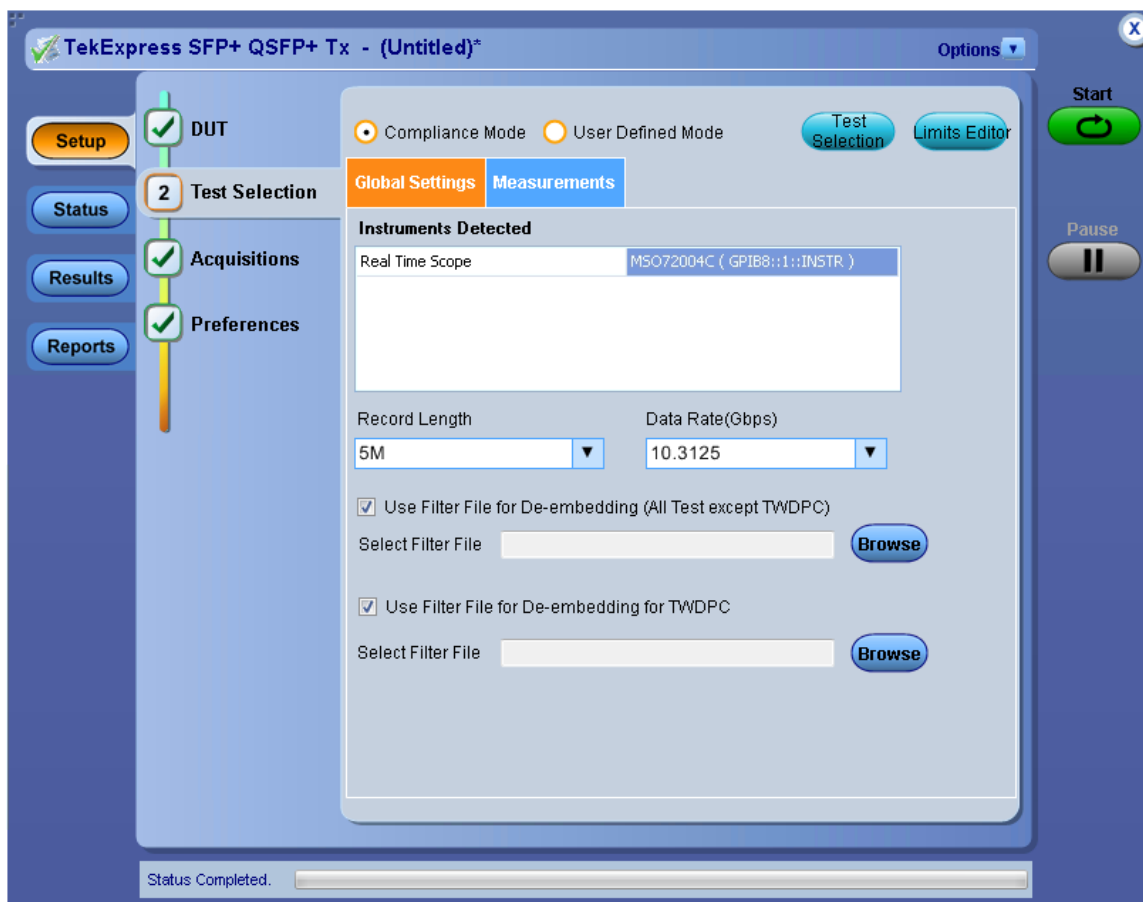 TekExpress SFP+ QSFP+ Tx - (Untitled)*
Options
x
Start
Pause
Setup
Status
Results
Reports
DUT
2 Test Selection
Acquisitions
Preferences
Compliance Mode User Defined Mode
Test Selection
Limits Editor
Global Settings Measurements
Instruments Detected
Real Time Scope MSO72004C ( GPIB8::1::INSTR )
Record Length Data Rate(Gbps)
5M 10.3125
Use Filter File for De-embedding (All Test except TWDPC)
Select Filter File Browse
Use Filter File for De-embedding for TWDPC
Select Filter File Browse
Status Completed.